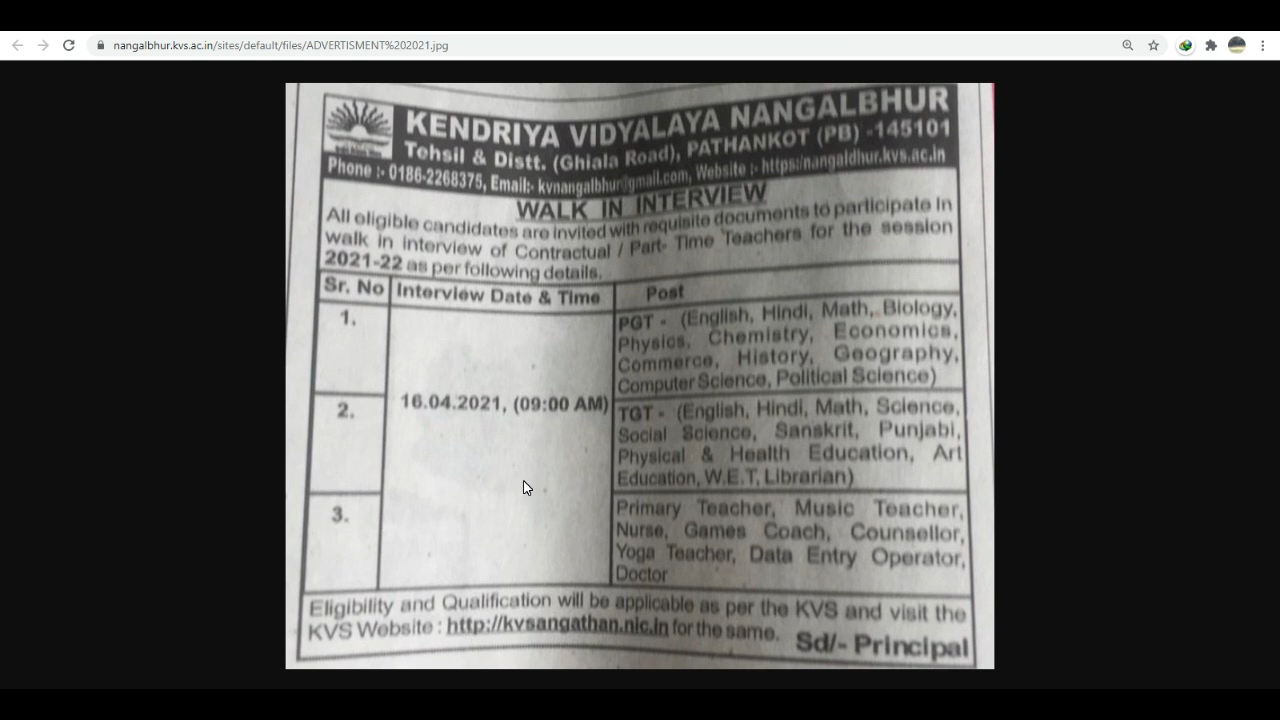 nangalbhur.kvs.ac.in/sites/default/files/ADVERTISMENT%202021.jpg
KENDRIYA VIDYALAYA NANGALBHUR
Tehsil & Distt. (Ghiala Road), PATHANKOT (PB) -145101
Phone :- 0186-2268375, Email:- kvnangalbhur@gmail.com, Website :- https:nangaldhur.kvs.ac.in
WALK IN INTERVIEW
All eligible candidates are invited with requisite documents to participate in
walk in interview of Contractual / Part- Time Teachers for the session
2021-22 as per following details.
Sr. No Interview Date & Time Post
1.
PGT - (English, Hindi, Math, Biology,
Physics, Chemistry, Economics,
Commerce, History, Geography,
Computer Science, Political Science)
16.04.2021, (09:00 AM)
2.
TGT - (English, Hindi, Math, Science,
Social Science, Sanskrit, Punjabi,
Physical & Health Education, Art
Education, W.E.T, Librarian)
3.
Primary Teacher, Music Teacher,
Nurse, Games Coach, Counsellor,
Yoga Teacher, Data Entry Operator,
Doctor
Eligibility and Qualification will be applicable as per the KVS and visit the
KVS Website : http://kvsangathan.nic.in for the same.
Sd/- Principal